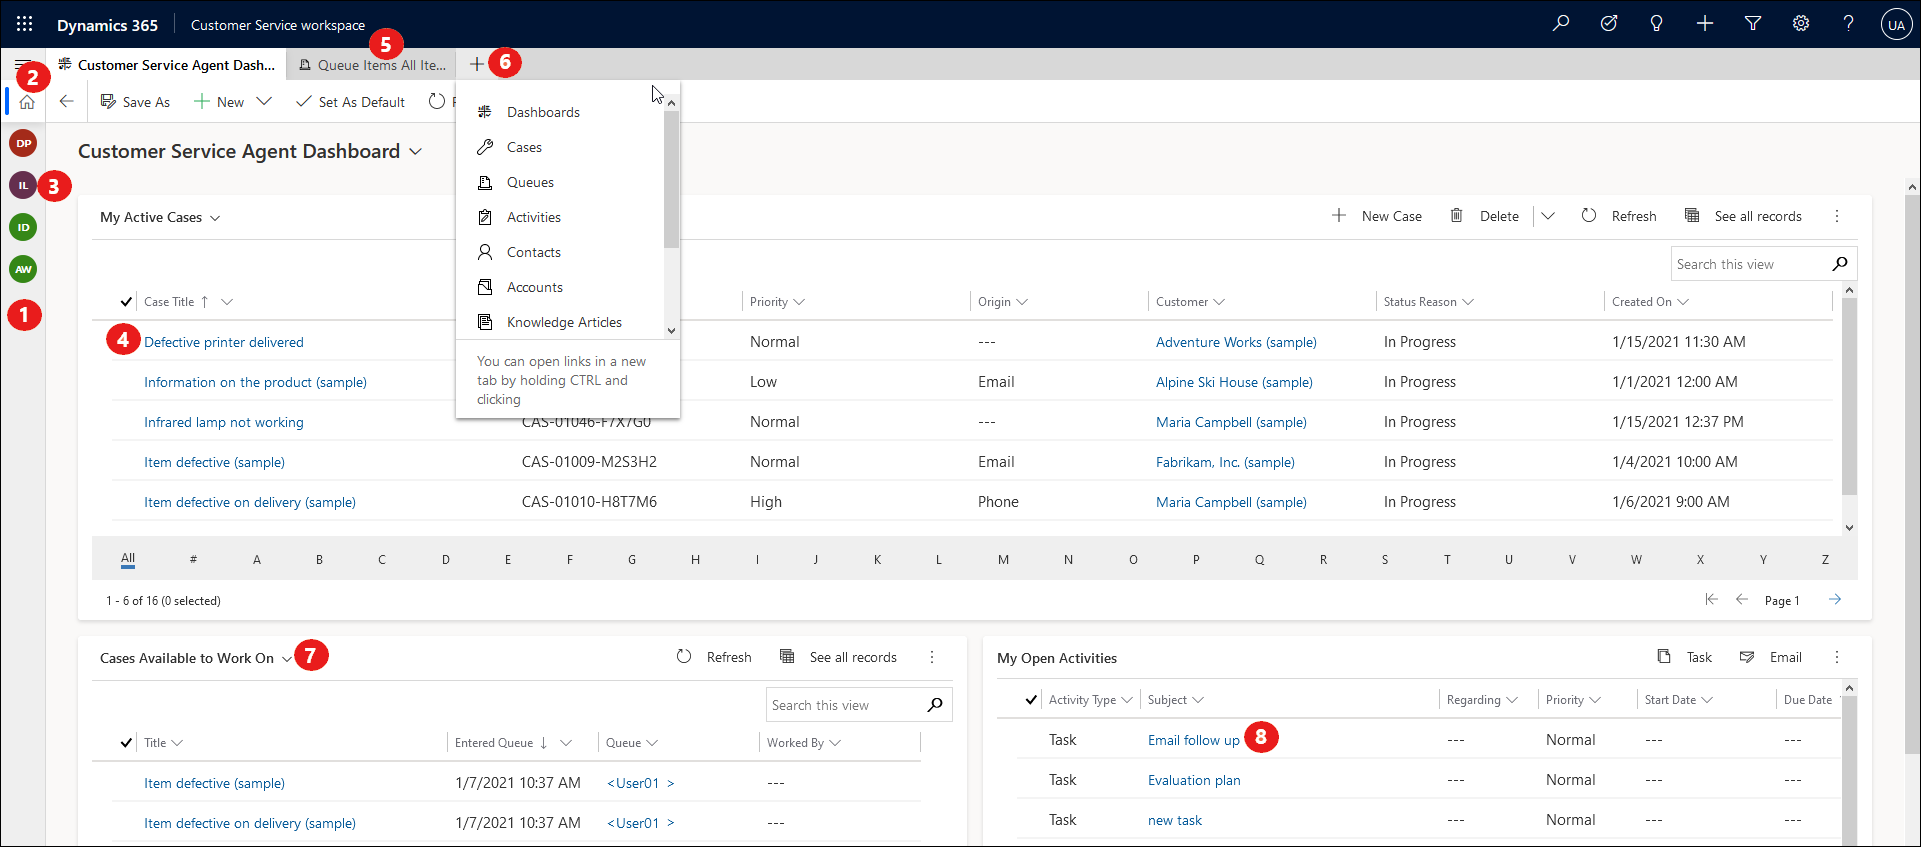 Dynamics 365
Customer Service workspace
UA
5
Customer Service Agent Dash...
Queue Items All Ite...
6
2
Save As
New
Set As Default
Dashboards
Cases
Queues
Activities
Contacts
Accounts
Knowledge Articles
You can open links in a new
tab by holding CTRL and
clicking
DP
IL
3
ID
AW
1
Customer Service Agent Dashboard
My Active Cases
New Case
Delete
Refresh
See all records
Search this view
Case Title Priority Origin Customer Status Reason Created On
4
Defective printer delivered Normal --- Adventure Works (sample) In Progress 1/15/2021 11:30 AM
Information on the product (sample) Low Email Alpine Ski House (sample) In Progress 1/1/2021 12:00 AM
Infrared lamp not working CAS-01046-F7X7G0 Normal --- Maria Campbell (sample) In Progress 1/15/2021 12:37 PM
Item defective (sample) CAS-01009-M2S3H2 Normal Email Fabrikam, Inc. (sample) In Progress 1/4/2021 10:00 AM
Item defective on delivery (sample) CAS-01010-H8T7M6 High Phone Maria Campbell (sample) In Progress 1/6/2021 9:00 AM
All # A B C D E F G H I J K L M N O P Q R S T U V W X Y Z
1 - 6 of 16 (0 selected)
Page 1
Cases Available to Work On
7
Refresh
See all records
Search this view
Title Entered Queue Queue Worked By
Item defective (sample) 1/7/2021 10:37 AM <User01 > ---
Item defective on delivery (sample) 1/7/2021 10:37 AM <User01 > ---
My Open Activities
Task
Email
Activity Type Subject Regarding Priority Start Date Due Date
Task Email follow up 8 --- Normal --- ---
Task Evaluation plan --- Normal --- ---
Task new task --- Normal --- ---